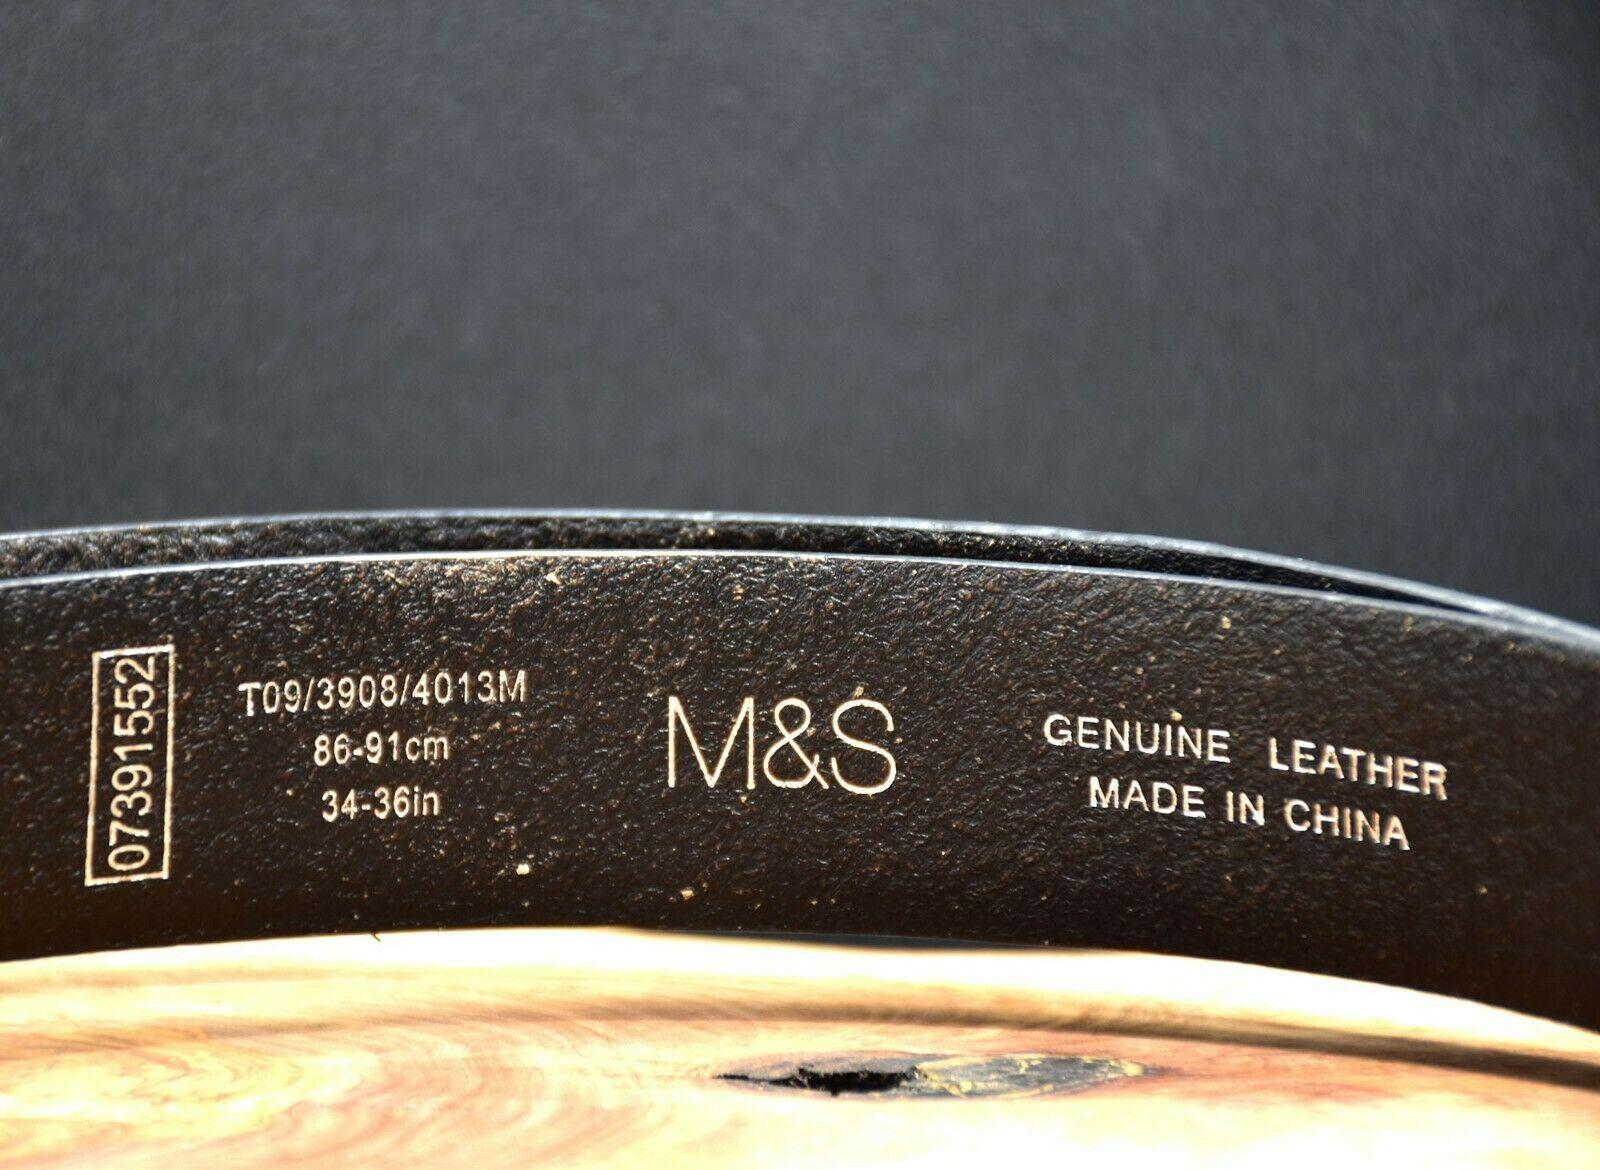 07391552
T09/3908/4013M
86-91cm
34-36in
M&S
GENUINE LEATHER
MADE IN CHINA